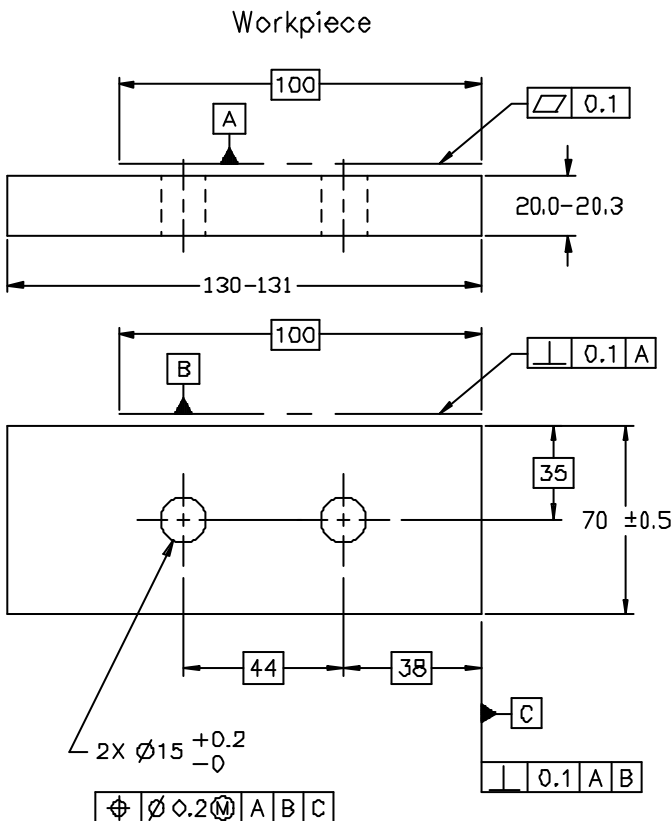 Workpiece
100
A
⏥ 0.1
20.0-20.3
130-131
100
B
⟂ 0.1 A
35
70 ±0.5
44
38
C
2X Ø15 +0.2
-0
⟂ 0.1 A B
⌖ Ø 0.2 Ⓜ A B C